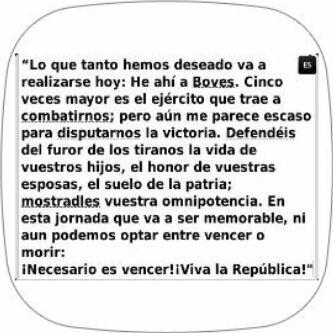 “Lo que tanto hemos deseado va a
realizarse hoy: He ahí a Boves. Cinco
veces mayor es el ejército que trae a
combatirnos; pero aún me parece escaso
para disputarnos la victoria. Defendéis
del furor de los tiranos la vida de
vuestros hijos, el honor de vuestras
esposas, el suelo de la patria;
mostradles vuestra omnipotencia. En
esta jornada que va a ser memorable, ni
aun podemos optar entre vencer o
morir:
¡Necesario es vencer!¡Viva la República!"
ES